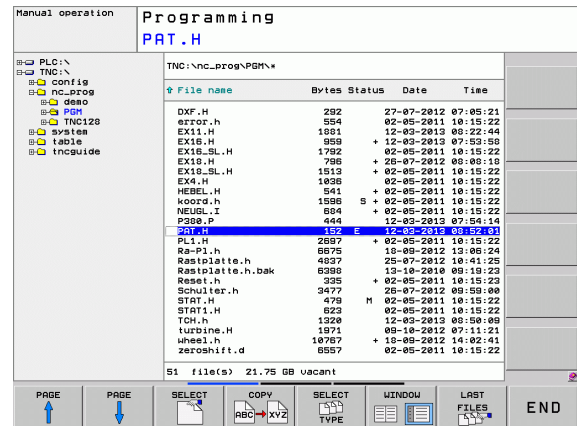 Manual operation
Programming
PAT.H
PLC:\
TNC:\
config
nc_prog
demo
PGM
TNC128
system
table
tncguide
TNC:\nc_prog\PGM\*
File name Bytes Status Date Time
DXF.H 292 27-07-2012 07:05:21
error.h 554 02-05-2011 10:15:22
EX11.H 1881 12-03-2013 08:22:44
EX16.H 959 + 12-03-2013 07:53:58
EX16_SL.H 1792 02-05-2011 10:15:22
EX18.H 796 + 26-07-2012 08:08:18
EX18_SL.H 1513 + 02-05-2011 10:15:22
EX4.H 1036 02-05-2011 10:15:22
HEBEL.H 541 + 02-05-2011 10:15:22
koord.h 1596 S + 02-05-2011 10:15:22
NEUGL.I 684 + 02-05-2011 10:15:22
P380.P 444 12-03-2013 07:54:14
PAT.H 152 E 12-03-2013 08:52:01
PL1.H 2697 + 02-05-2011 10:15:22
Ra-Pl.h 6675 18-09-2012 13:06:24
Rastplatte.h 4837 25-07-2012 10:41:25
Rastplatte.h.bak 6398 13-10-2010 09:19:23
Reset.h 335 + 02-05-2011 10:15:23
Schulter.h 3477 26-07-2012 09:59:00
STAT.H 479 M 02-05-2011 10:15:22
STAT1.H 623 02-05-2011 10:15:22
TCH.h 1320 12-03-2013 08:50:09
turbine.H 1971 09-10-2012 07:11:21
wheel.h 10767 + 18-09-2012 14:02:41
zeroshift.d 6557 02-05-2011 10:15:22
51 file(s) 21.75 GB vacant
PAGE
PAGE
SELECT
COPY
ABC XYZ
SELECT
TYPE
WINDOW
LAST
FILES
END